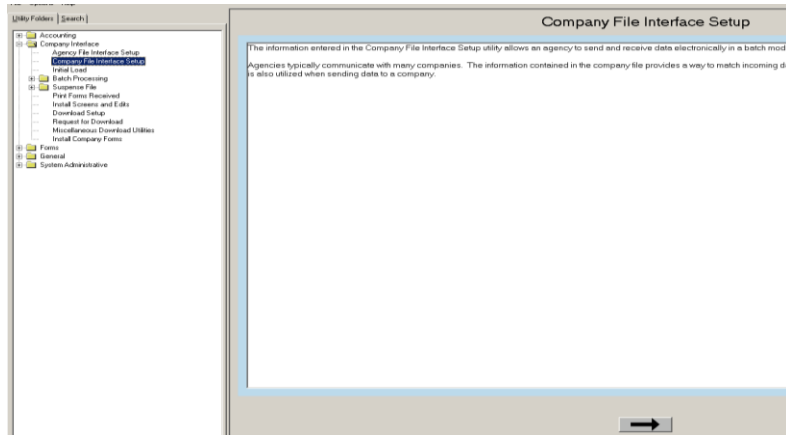 Utility Folders
Search
Company File Interface Setup
Accounting
Company Interface
Agency File Interface Setup
Company File Interface Setup
Initial Load
Batch Processing
Suspense File
Print Forms Received
Install Screens and Edits
Download Setup
Request for Download
Miscellaneous Download Utilities
Install Company Forms
Forms
General
System Administrative
The information entered in the Company File Interface Setup utility allows an agency to send and receive data electronically in a batch mod
Agencies typically communicate with many companies. The information contained in the company file provides a way to match incoming d
is also utilized when sending data to a company.